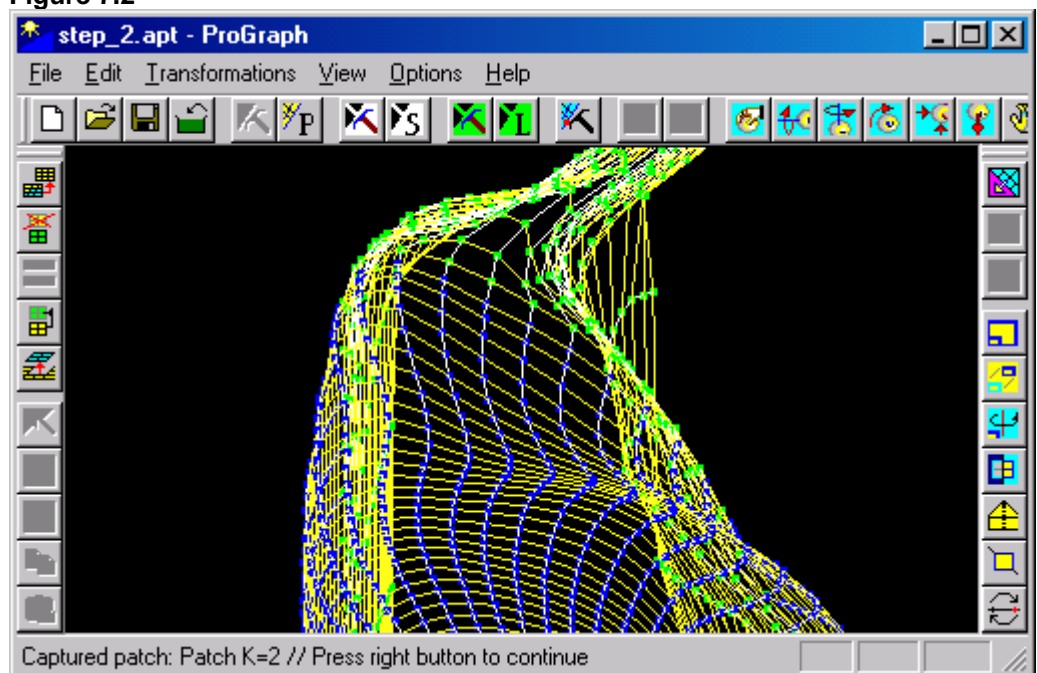 Figure 7.2
step_2.apt - ProGraph
File Edit Transformations View Options Help
P S L
Captured patch: Patch K=2 // Press right button to continue